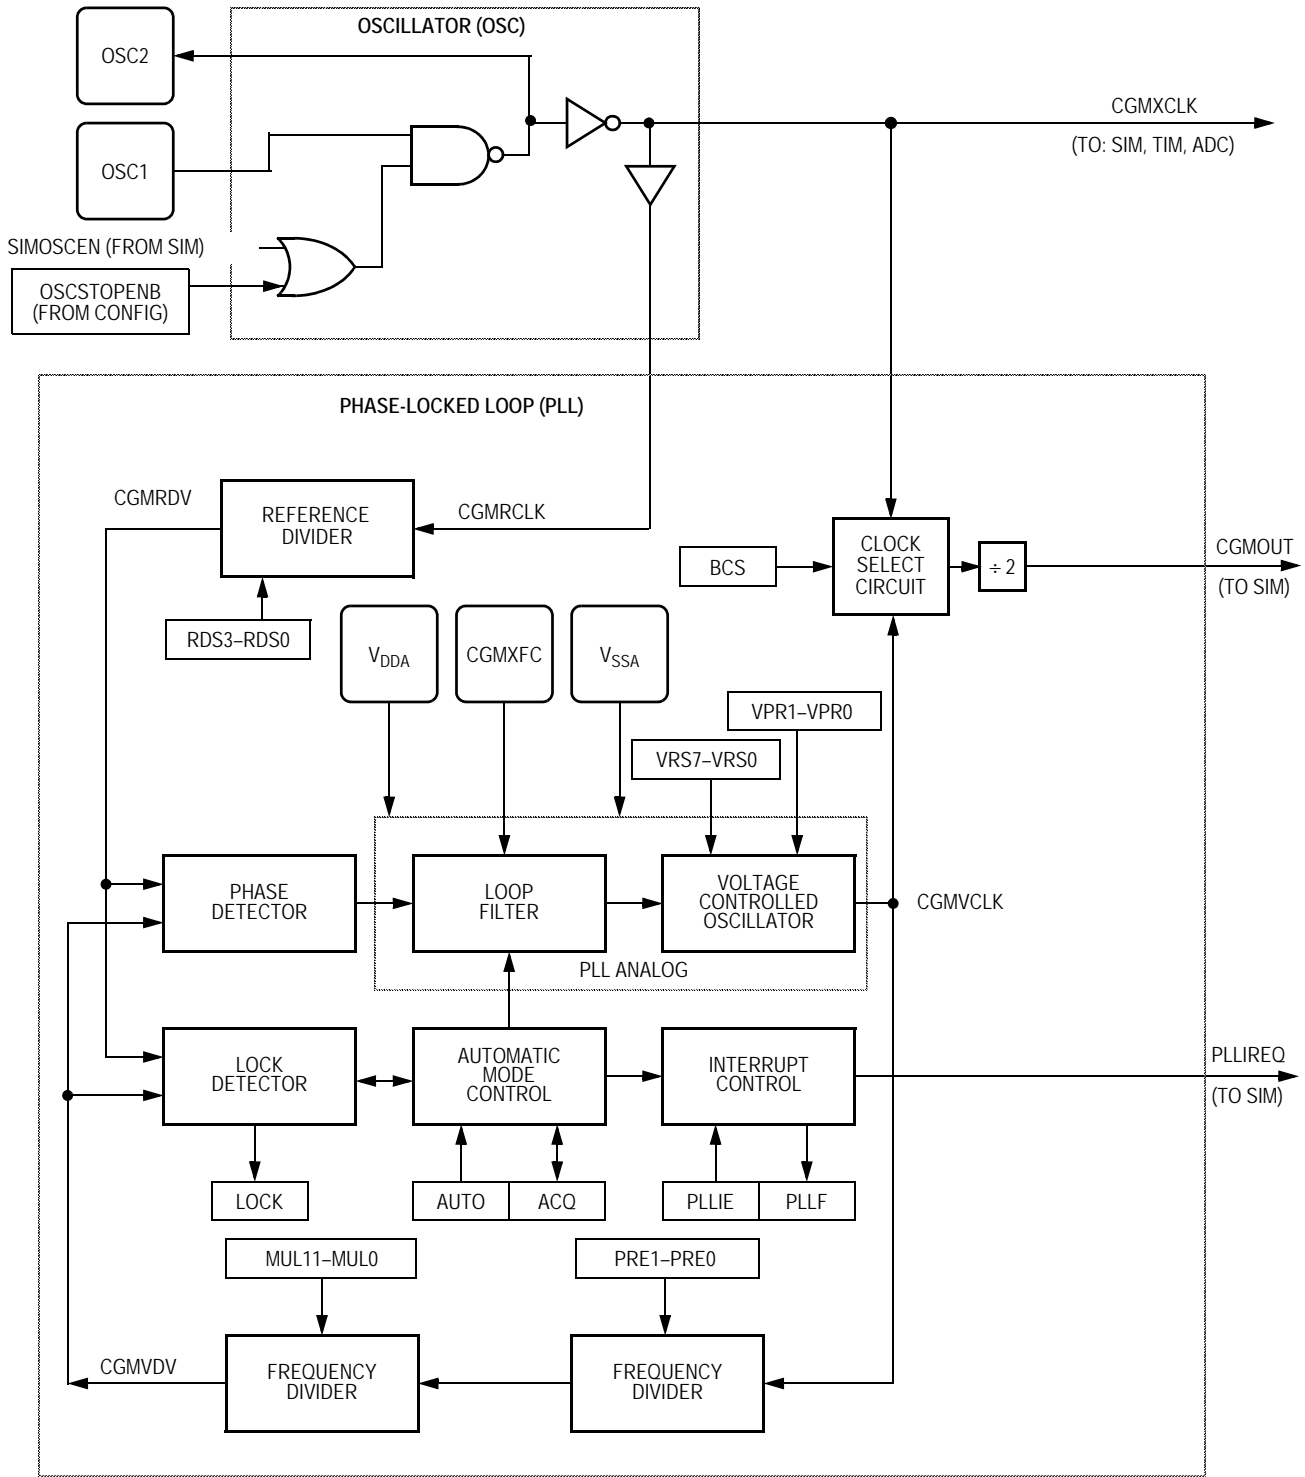 OSCILLATOR (OSC)
OSC2
CGMXCLK
(TO: SIM, TIM, ADC)
OSC1
SIMOSCEN (FROM SIM)
OSCSTOPENB
(FROM CONFIG)
PHASE-LOCKED LOOP (PLL)
CGMRDV
REFERENCE
DIVIDER
CGMRCLK
CLOCK
SELECT
CIRCUIT
BCS
÷ 2
CGMOUT
(TO SIM)
RDS3–RDS0
VDDA
CGMXFC
VSSA
VPR1–VPR0
VRS7–VRS0
PHASE
DETECTOR
LOOP
FILTER
VOLTAGE
CONTROLLED
OSCILLATOR
CGMVCLK
PLL ANALOG
LOCK
DETECTOR
AUTOMATIC
MODE
CONTROL
INTERRUPT
CONTROL
PLLIREQ
(TO SIM)
LOCK
AUTO
ACQ
PLLIE
PLLF
MUL11–MUL0
PRE1–PRE0
CGMVDV
FREQUENCY
DIVIDER
FREQUENCY
DIVIDER